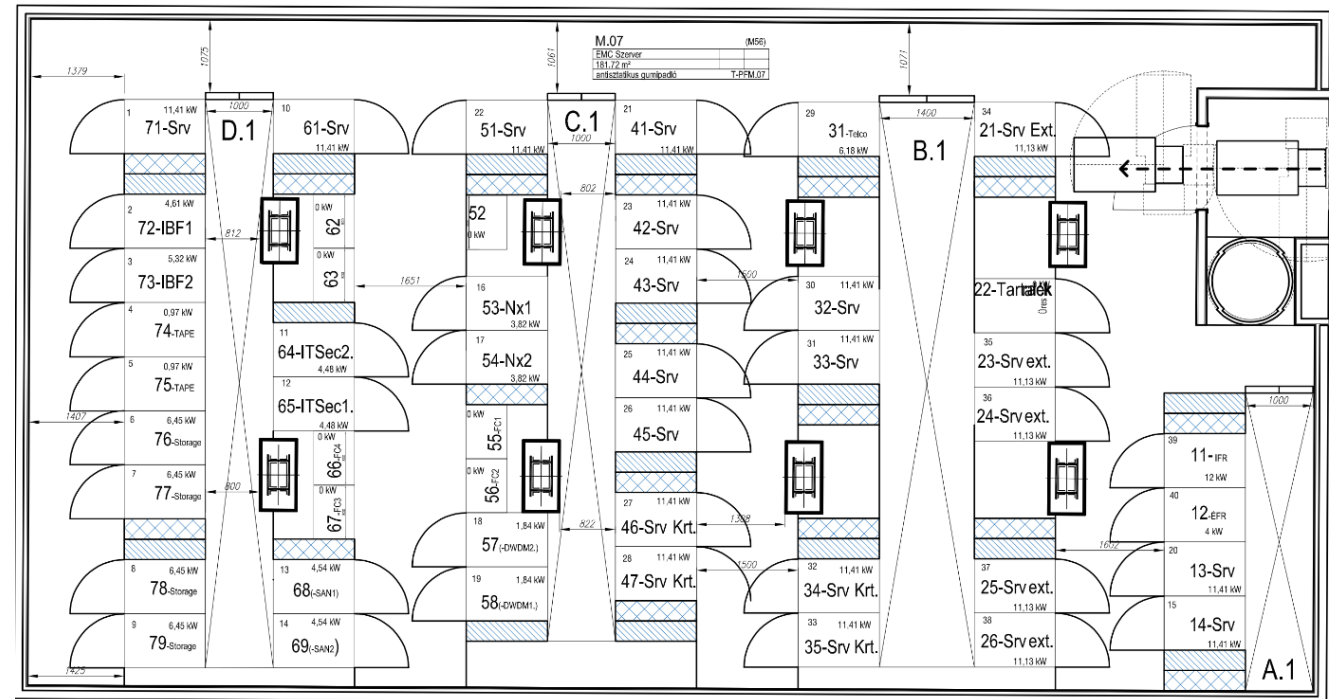 M.07 (M56)
EMC Szerver
181.72 m²
antisztatikus gumipadló T-PFM.07
1075
1061
1071
1379
1 11,41 kW
71-Srv
1000
D.1
10
61-Srv
11.41 kW
22
51-Srv
11.41 kW
C.1
1000
21
41-Srv
11.41 kW
29
31-Telco
6,18 kW
1400
B.1
34
21-Srv Ext.
11,13 kW
2 4,61 kW
72-IBF1
812
0 kW
62
52
0 kW
802
23 11,41 kW
42-Srv
3 5,32 kW
73-IBF2
0 kW
63
1651
24 11,41 kW
43-Srv
1500
16
53-Nx1
3,82 kW
30 11,41 kW
32-Srv
22-Tartalék
4 0,97 kW
74-TAPE
11
64-ITSec2.
4,48 kW
17
54-Nx2
3,82 kW
25 11,41 kW
44-Srv
31 11,41 kW
33-Srv
35
23-Srv ext.
11,13 kW
5 0,97 kW
75-TAPE
12
65-ITSec1.
4,48 kW
36
24-Srv ext.
11,13 kW
1000
1407
6 6,45 kW
76-Storage
0 kW
66-FC4
0 kW
55-FC1
26 11,41 kW
45-Srv
39
11-IFR
12 kW
7 6,45 kW
77-Storage
800
0 kW
67-FC3
0 kW
56-FC2
27 11,41 kW
46-Srv Krt.
1388
40
12-ÉFR
4 kW
18 1,84 kW
57(-DWDM2.)
822
28 11,41 kW
47-Srv Krt.
1500
1602
20
13-Srv
11,41 kW
8 6,45 kW
78-Storage
13 4,54 kW
68(-SAN1)
19 1,84 kW
58(-DWDM1.)
32 11,41 kW
34-Srv Krt.
37
25-Srv ext.
11,13 kW
15
14-Srv
11,41 kW
9 6,45 kW
79-Storage
1425
14 4,54 kW
69(-SAN2)
33 11,41 kW
35-Srv Krt.
38
26-Srv ext.
11,13 kW
A.1